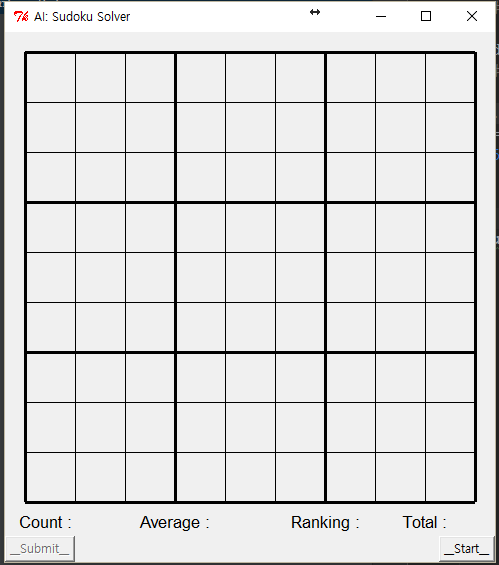 AI: Sudoku Solver
Count : Average : Ranking : Total :
__Submit__ __Start__